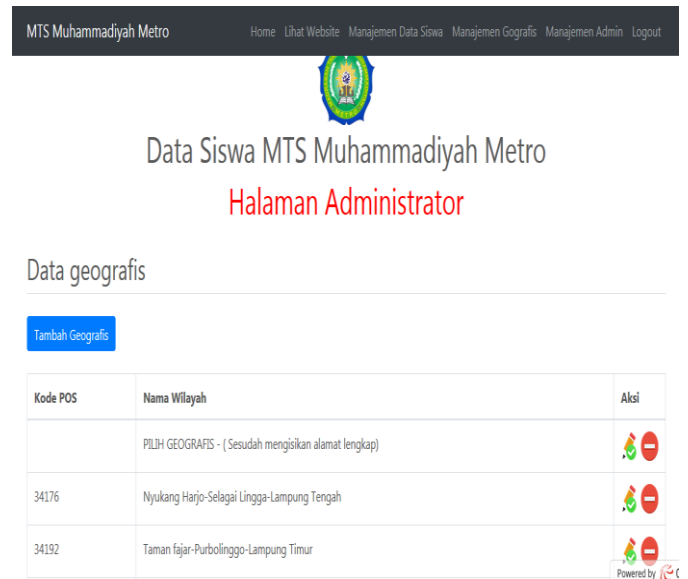 MTS Muhammadiyah Metro Home Lihat Website Manajemen Data Siswa Manajemen Gografis Manajemen Admin Logout
Data Siswa MTS Muhammadiyah Metro
Halaman Administrator
Data geografis
Tambah Geografis
Kode POS Nama Wilayah Aksi
PILIH GEOGRAFIS - ( Sesudah mengisikan alamat lengkap)
34176 Nyukang Harjo-Selagai Lingga-Lampung Tengah
34192 Taman fajar-Purbolinggo-Lampung Timur
Powered by